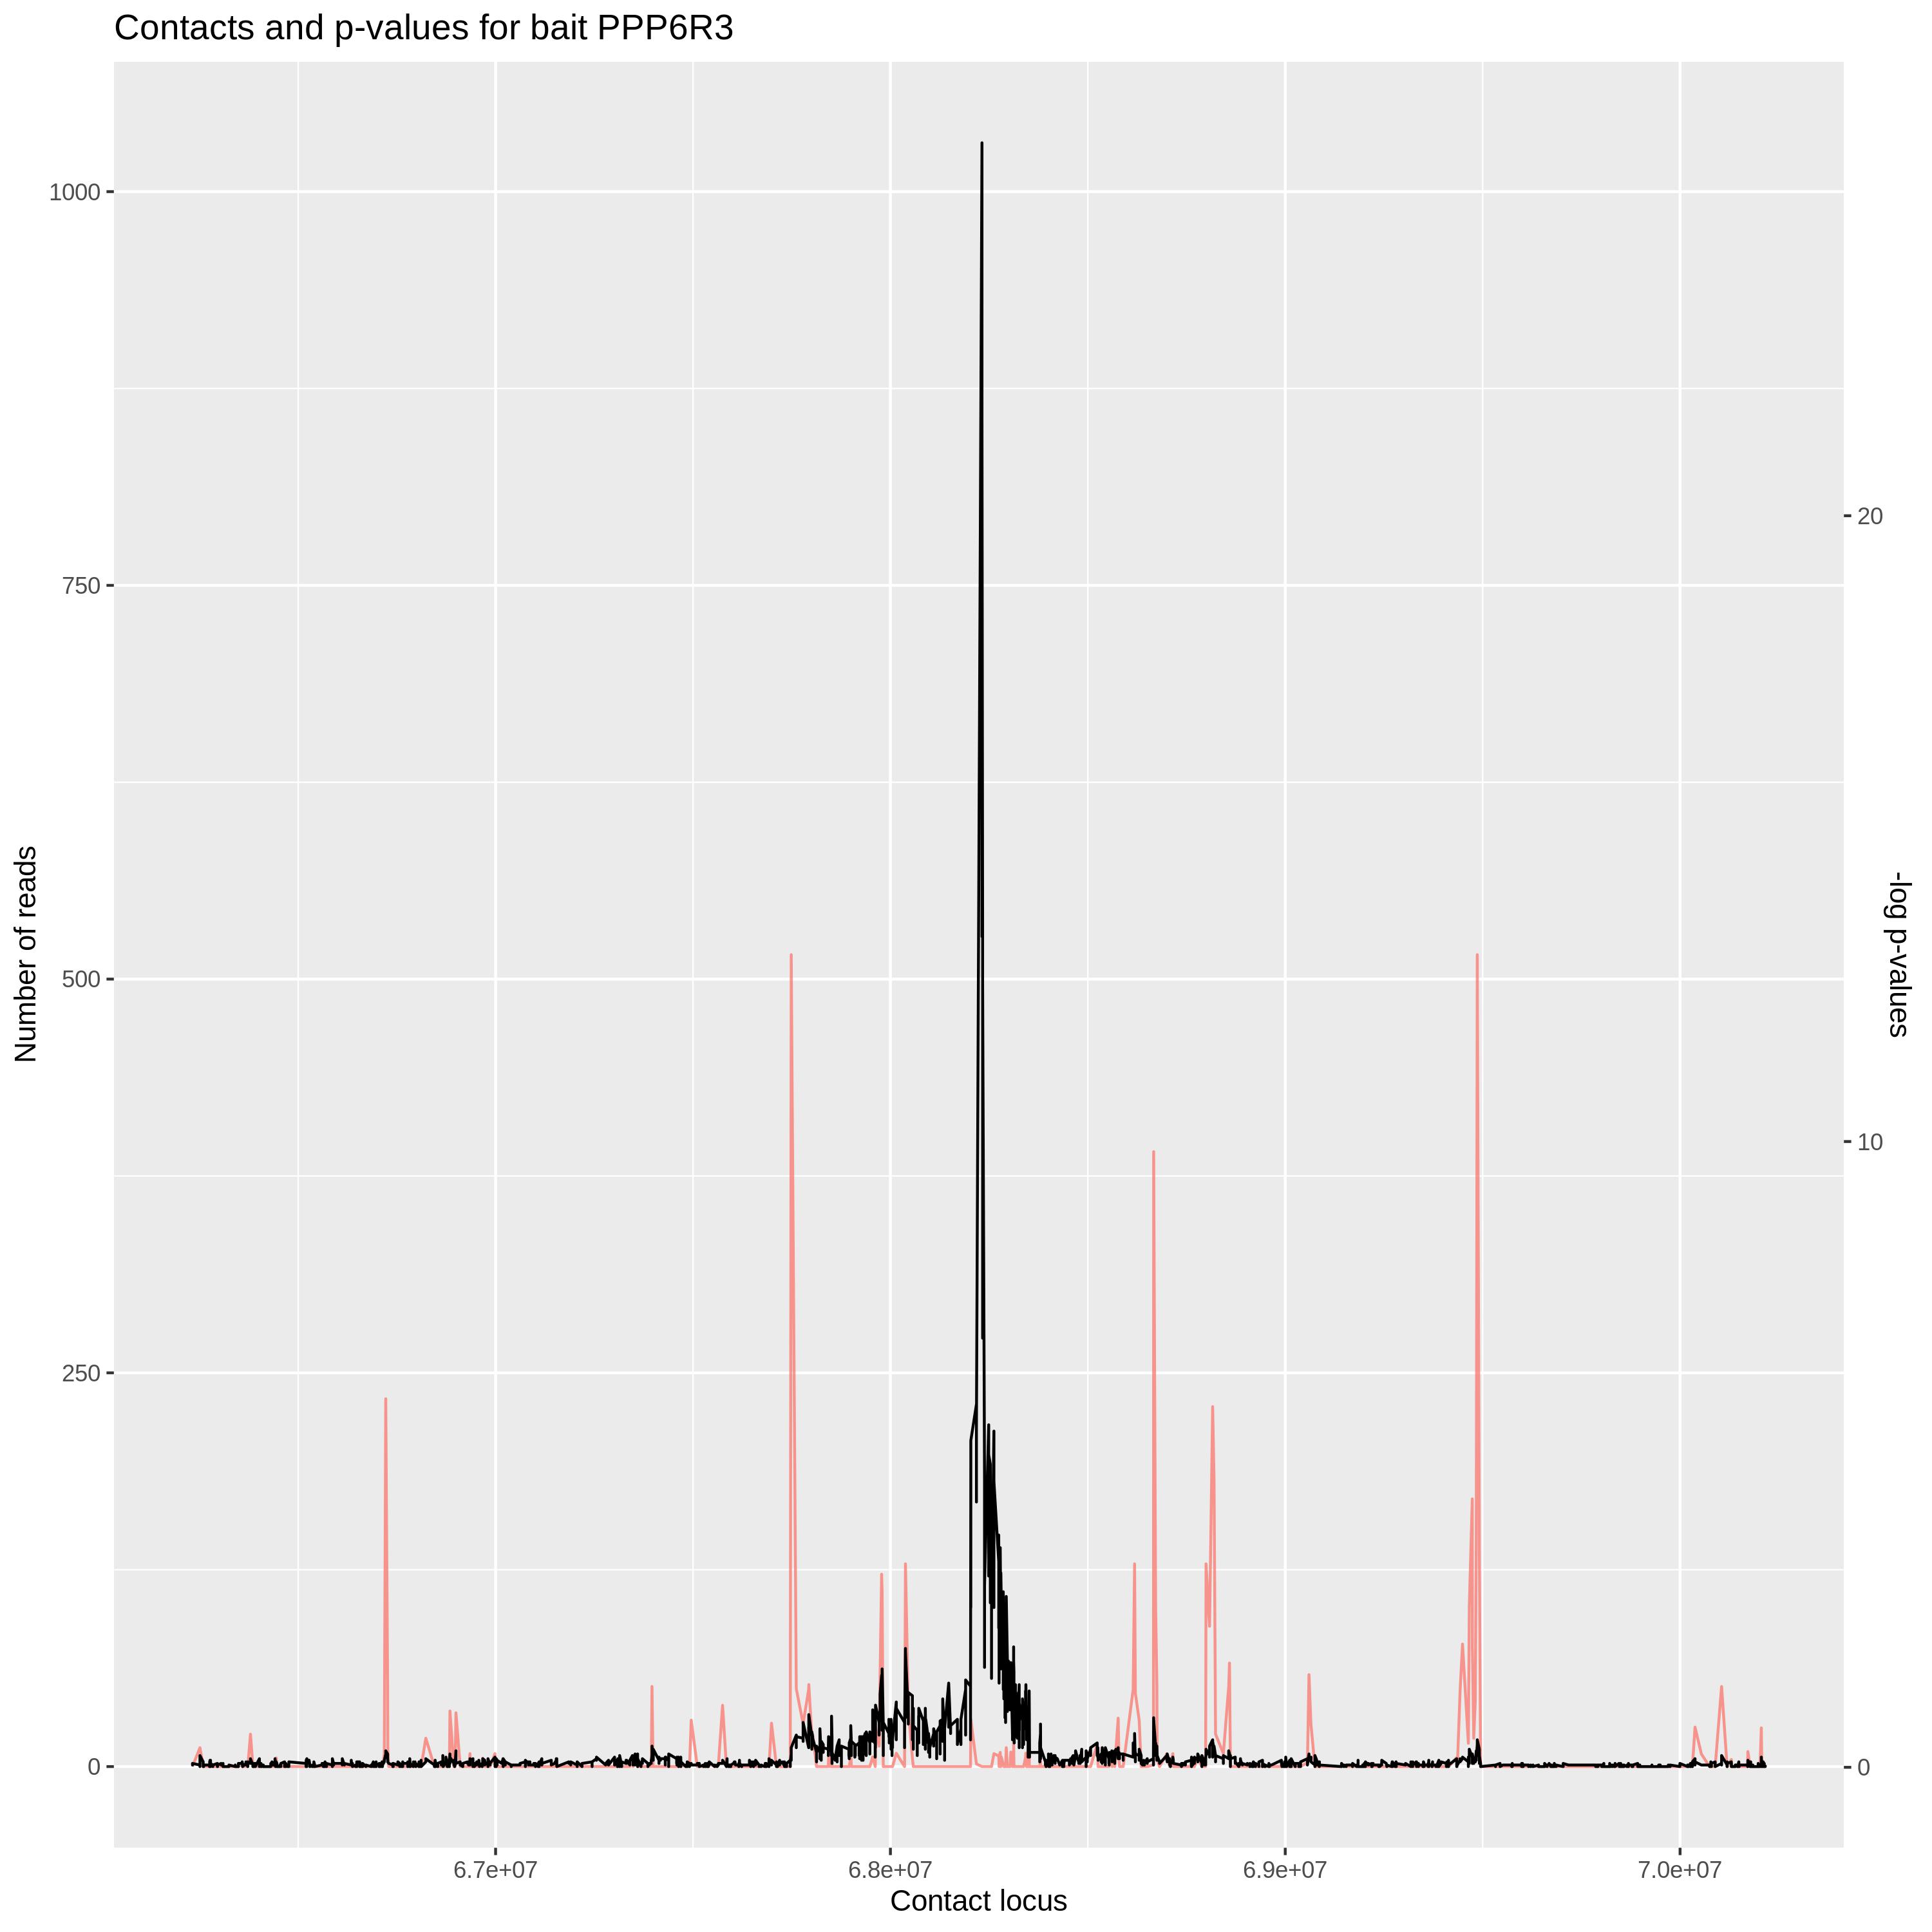 Contacts and p-values for bait PPP6R3
1000
750
500
250
0
Number of reads
20
10
0
-log p-values
6.7e+07
6.8e+07
6.9e+07
7.0e+07
Contact locus